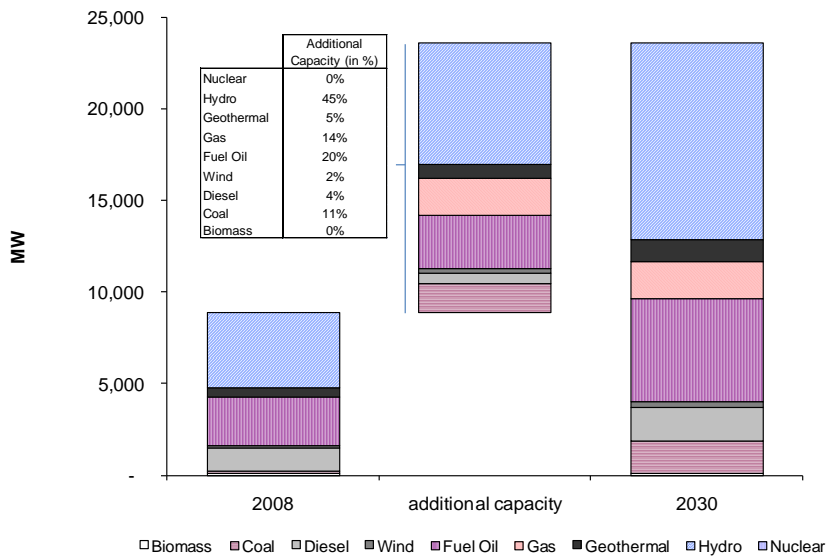 25,000
20,000
15,000
10,000
5,000
-
MW
Additional
Capacity (in %)
Nuclear 0%
Hydro 45%
Geothermal 5%
Gas 14%
Fuel Oil 20%
Wind 2%
Diesel 4%
Coal 11%
Biomass 0%
2008 additional capacity 2030
Biomass Coal Diesel Wind Fuel Oil Gas Geothermal Hydro Nuclear